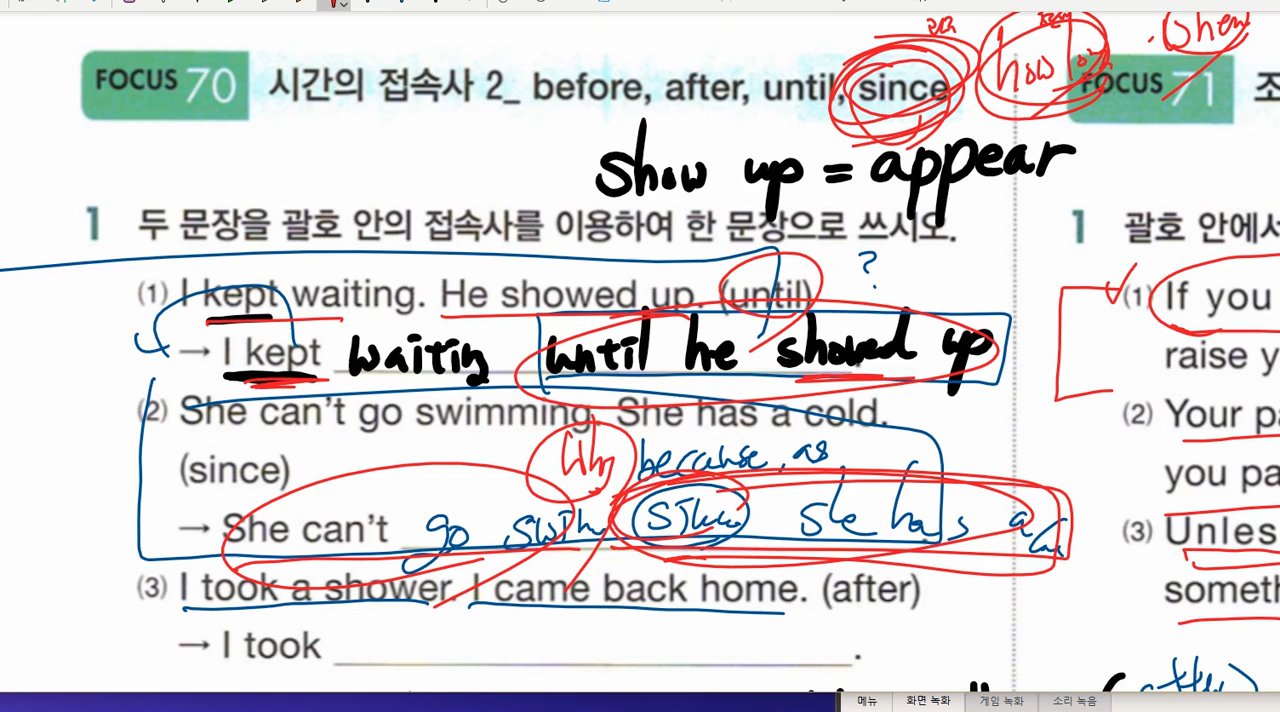 FOCUS 70 시간의 접속사 2_ before, after, until, since
how
FOCUS 71 조
show up = appear
1 두 문장을 괄호 안의 접속사를 이용하여 한 문장으로 쓰시오.
?
(1) I kept waiting. He showed up. (until)
→ I kept waiting until he showed up.
(2) She can't go swimming. She has a cold.
(since)
because, as
→ She can't go she has a
(3) I took a shower. I came back home. (after)
→ I took .
1 괄호 안에서
(1) If you
raise y
(2) Your pa
you pa
(3) Unles
someth
메뉴 화면 녹화 게임 녹화 소리 녹음